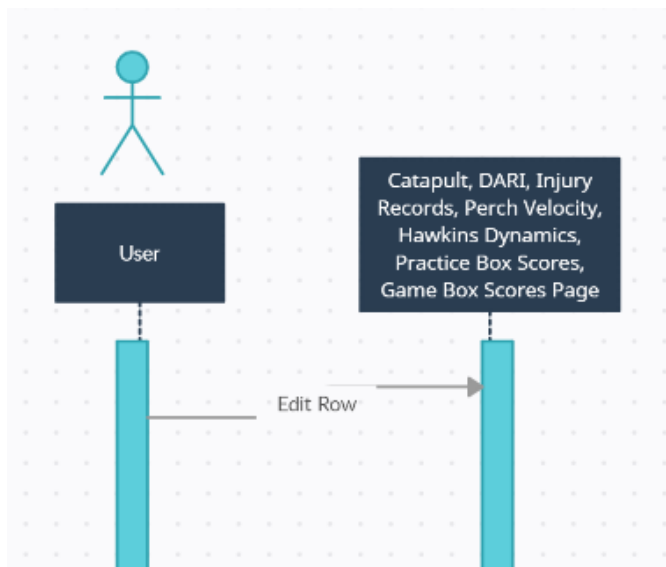 User
Catapult, DARI, Injury
Records, Perch Velocity,
Hawkins Dynamics,
Practice Box Scores,
Game Box Scores Page
Edit Row